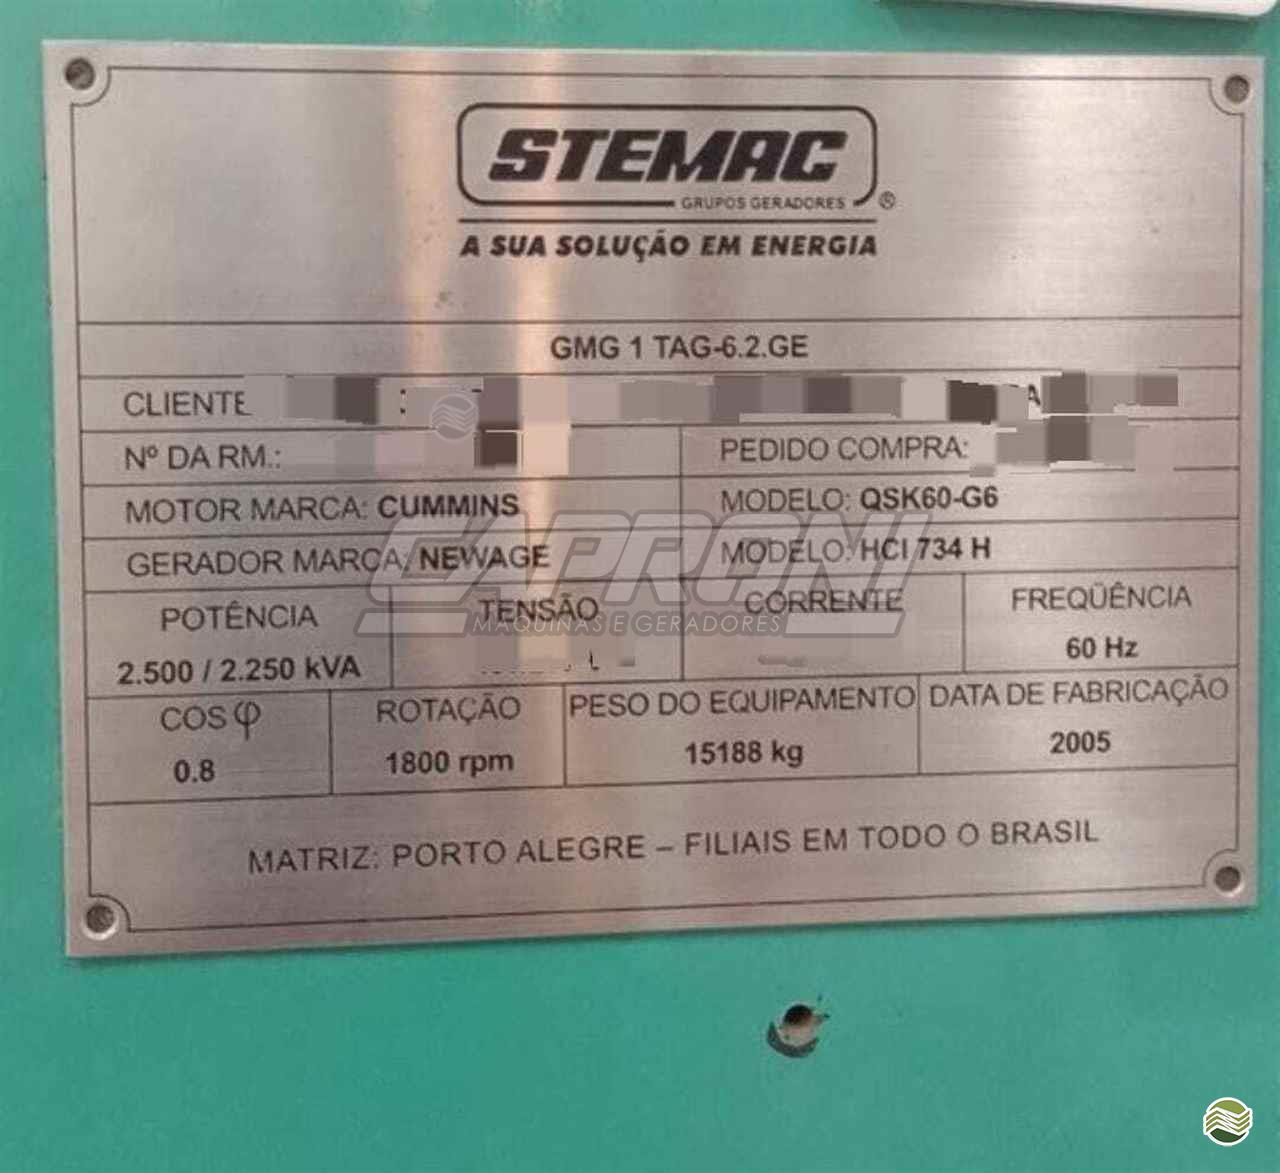 STEMAC
GRUPOS GERADORES ®
A SUA SOLUÇÃO EM ENERGIA
GMG 1 TAG-6.2.GE
CLIENTE
Nº DA RM.: PEDIDO COMPRA:
MOTOR MARCA: CUMMINS MODELO: QSK60-G6
GERADOR MARCA: NEWAGE MODELO: HCI 734 H
CAPRONI
MÁQUINAS E GERADORES
POTÊNCIA TENSÃO CORRENTE FREQÜÊNCIA
2.500 / 2.250 kVA 60 Hz
COS φ ROTAÇÃO PESO DO EQUIPAMENTO DATA DE FABRICAÇÃO
0.8 1800 rpm 15188 kg 2005
MATRIZ: PORTO ALEGRE – FILIAIS EM TODO O BRASIL